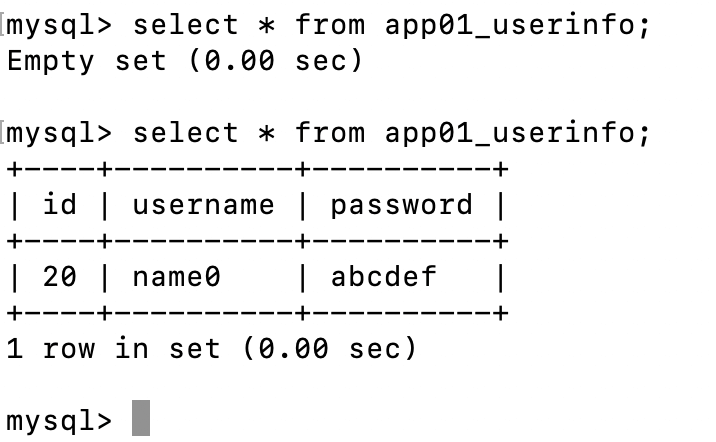 mysql> select * from app01_userinfo;
Empty set (0.00 sec)
mysql> select * from app01_userinfo;
+----+----------+----------+
| id | username | password |
+----+----------+----------+
| 20 | name0    | abcdef   |
+----+----------+----------+
1 row in set (0.00 sec)
mysql>